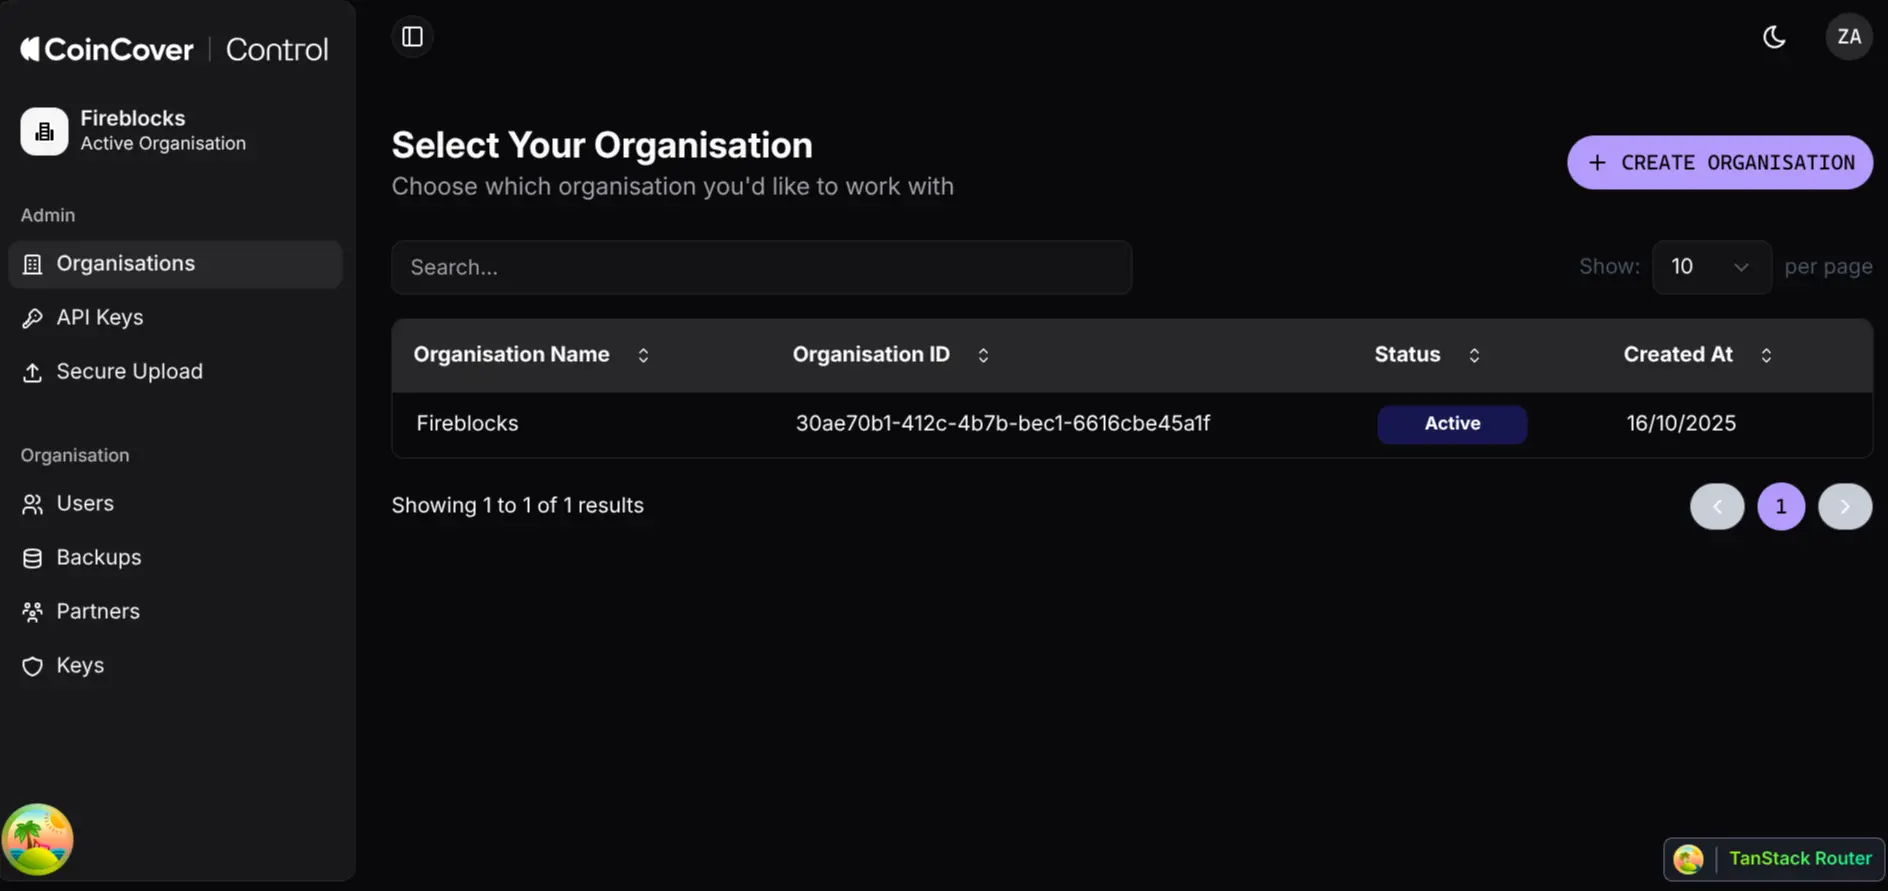 CoinCover | Control
Fireblocks
Active Organisation
Admin
Organisations
API Keys
Secure Upload
Organisation
Users
Backups
Partners
Keys
ZA
Select Your Organisation
Choose which organisation you'd like to work with
+ CREATE ORGANISATION
Search...
Show: 10 per page
Organisation Name Organisation ID Status Created At
Fireblocks 30ae70b1-412c-4b7b-bec1-6616cbe45a1f Active 16/10/2025
Showing 1 to 1 of 1 results
1
TanStack Router